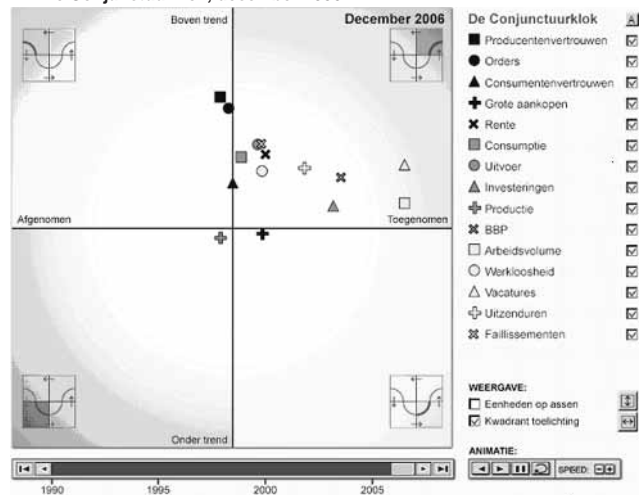 Boven trend
December 2006
Afgenomen
Toegenomen
Onder trend
1990
1995
2000
2005
De Conjunctuurklok
A
Producentenvertrouwen
Orders
Consumentenvertrouwen
Grote aankopen
Rente
Consumptie
Uitvoer
Investeringen
Productie
BBP
Arbeidsvolume
Werkloosheid
Vacatures
Uitzenduren
Faillissementen
WEERGAVE:
Eenheden op assen
Kwadrant toelichting
ANIMATIE:
SPEED: